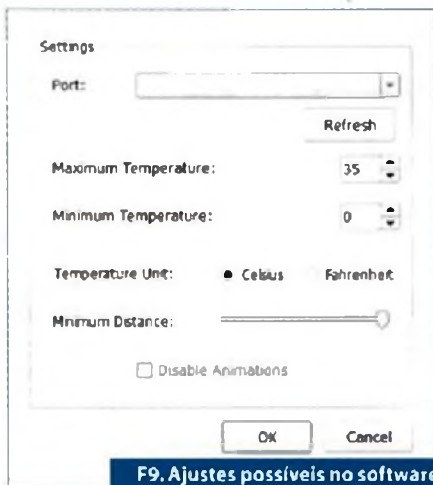 Settings
Port:
Refresh
Maximum Temperature: 35
Minimum Temperature: 0
Temperature Unit: Celsius Fahrenheit
Minimum Distance:
Disable Animations
OK Cancel
F9. Ajustes possíveis no software